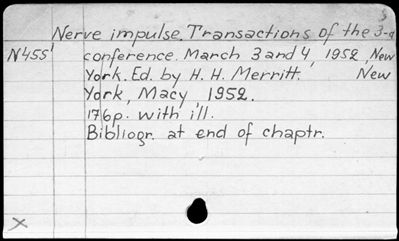 Nerve impulse. Transactions of the 3-d
N455 conference. March 3 and 4, 1952, New
York. Ed. by H. H. Merritt. New
York, Macy, 1952.
176p. with ill.
Bibliogr. at end of chaptr.
X